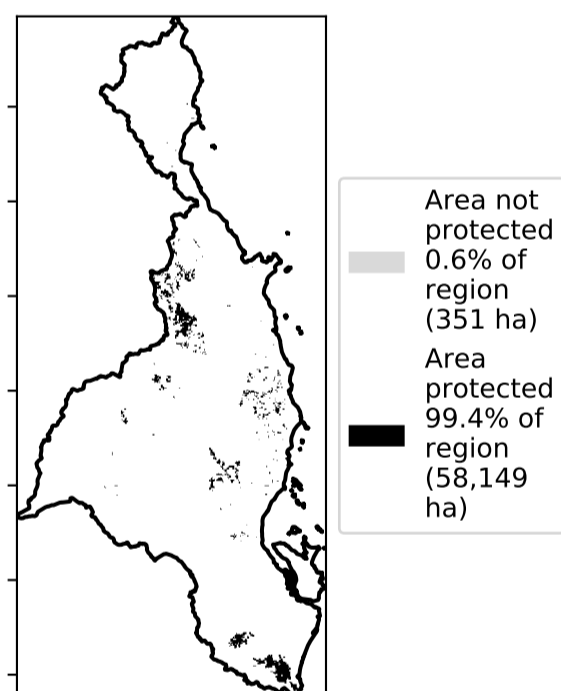 Area not
protected
0.6% of
region
(351 ha)
Area
protected
99.4% of
region
(58,149
ha)